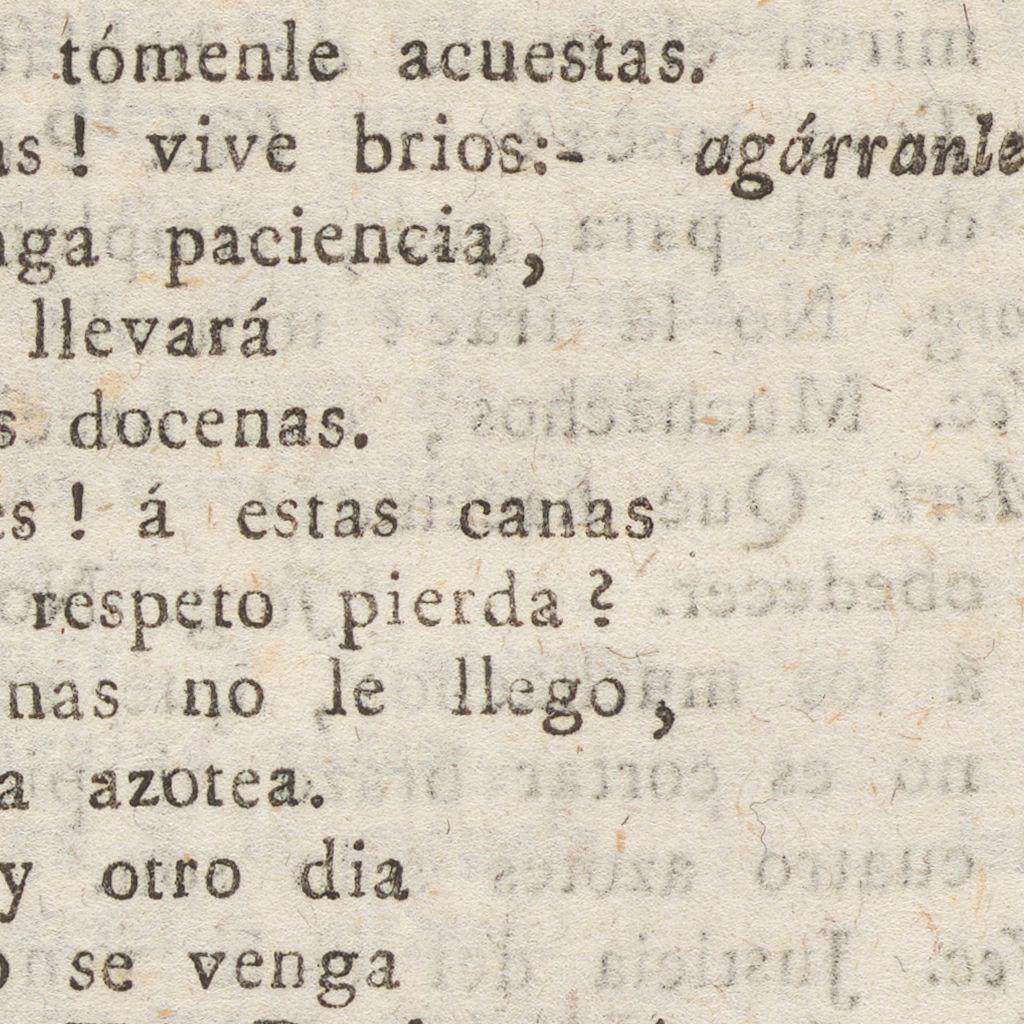 tómenle acuestas.
as! vive brios:- agárranle
nga paciencia,
llevará
s docenas.
es! á estas canas
respeto pierda?
nas no le llego,
a azotea.
y otro dia
o se venga